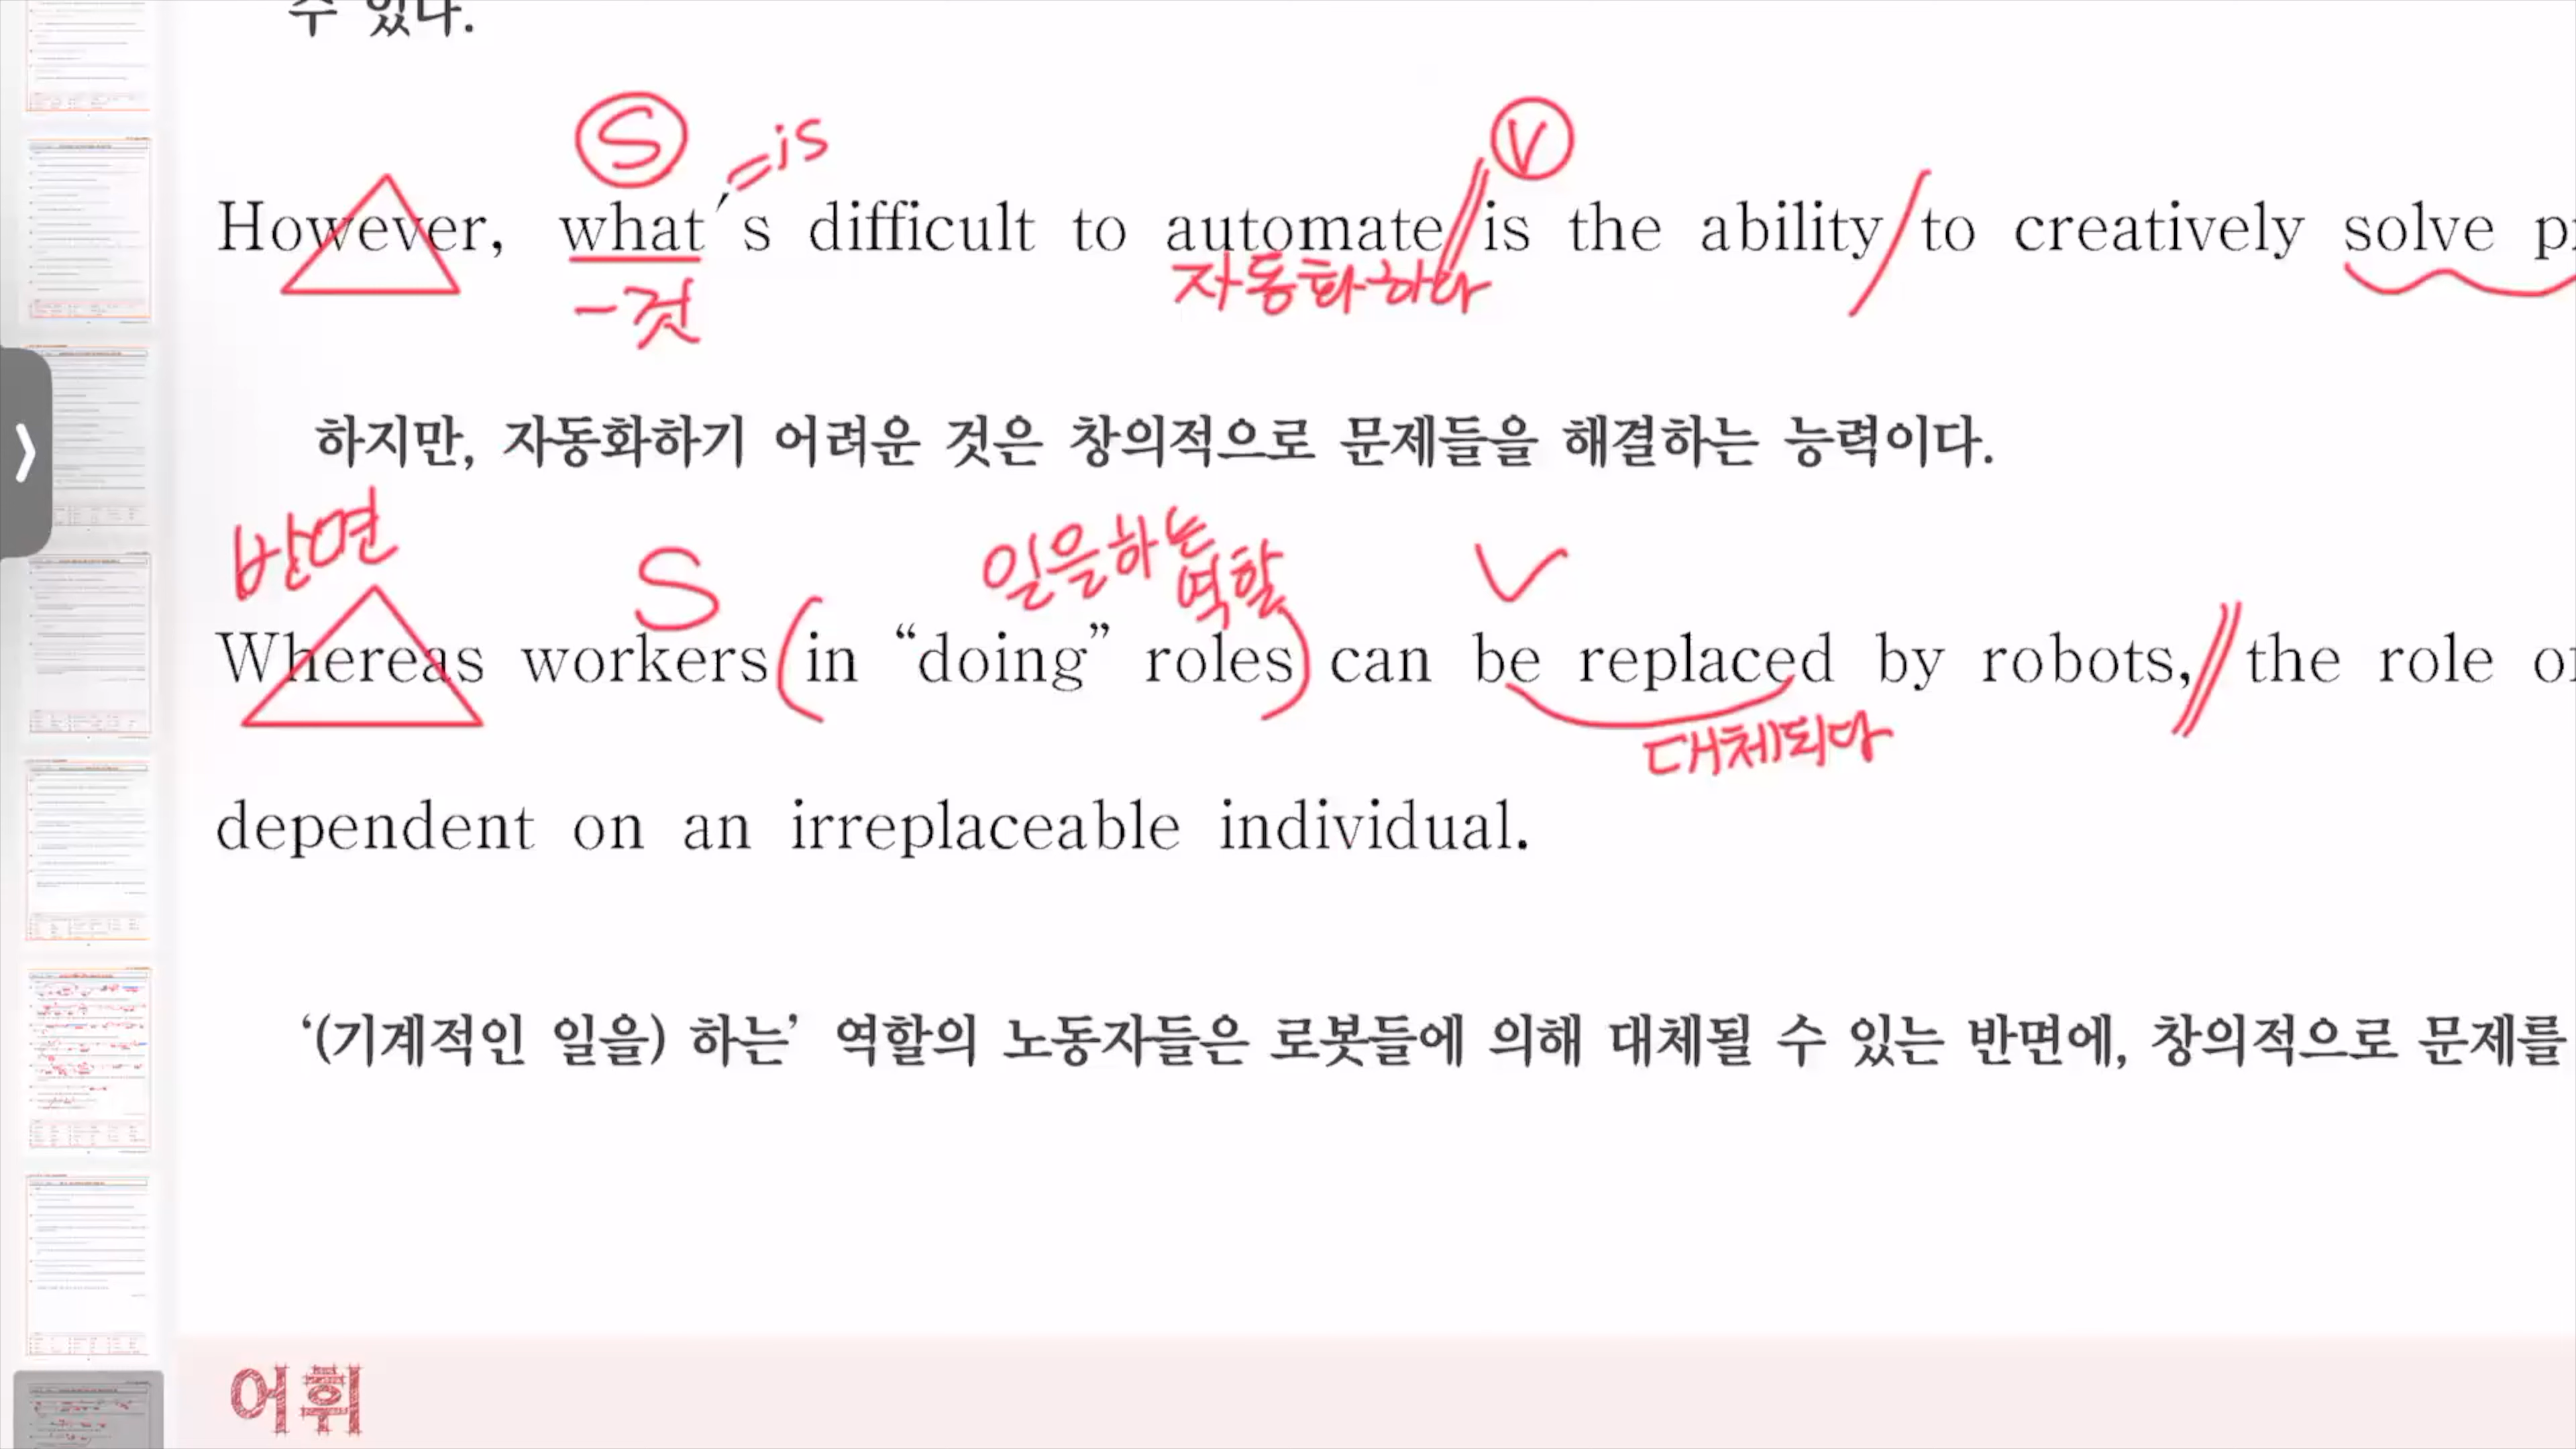 수 있다.
S =is V
However, what's difficult to automate is the ability to creatively solve
~것 자동화하다
하지만, 자동화하기 어려운 것은 창의적으로 문제들을 해결하는 능력이다.
반면 S 일을하는 역할 V
Whereas workers (in “doing” roles) can be replaced by robots, the role
대체되다
dependent on an irreplaceable individual.
‘(기계적인 일을) 하는’ 역할의 노동자들은 로봇들에 의해 대체될 수 있는 반면에, 창의적으로 문제를
어휘